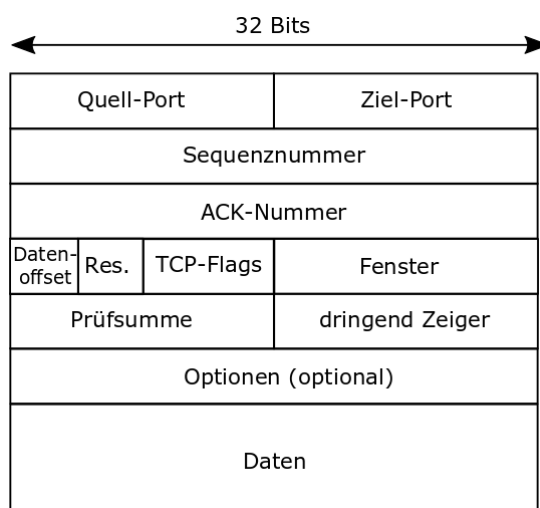 32 Bits
Quell-Port Ziel-Port
Sequenznummer
ACK-Nummer
Daten-
offset Res. TCP-Flags Fenster
Prüfsumme dringend Zeiger
Optionen (optional)
Daten